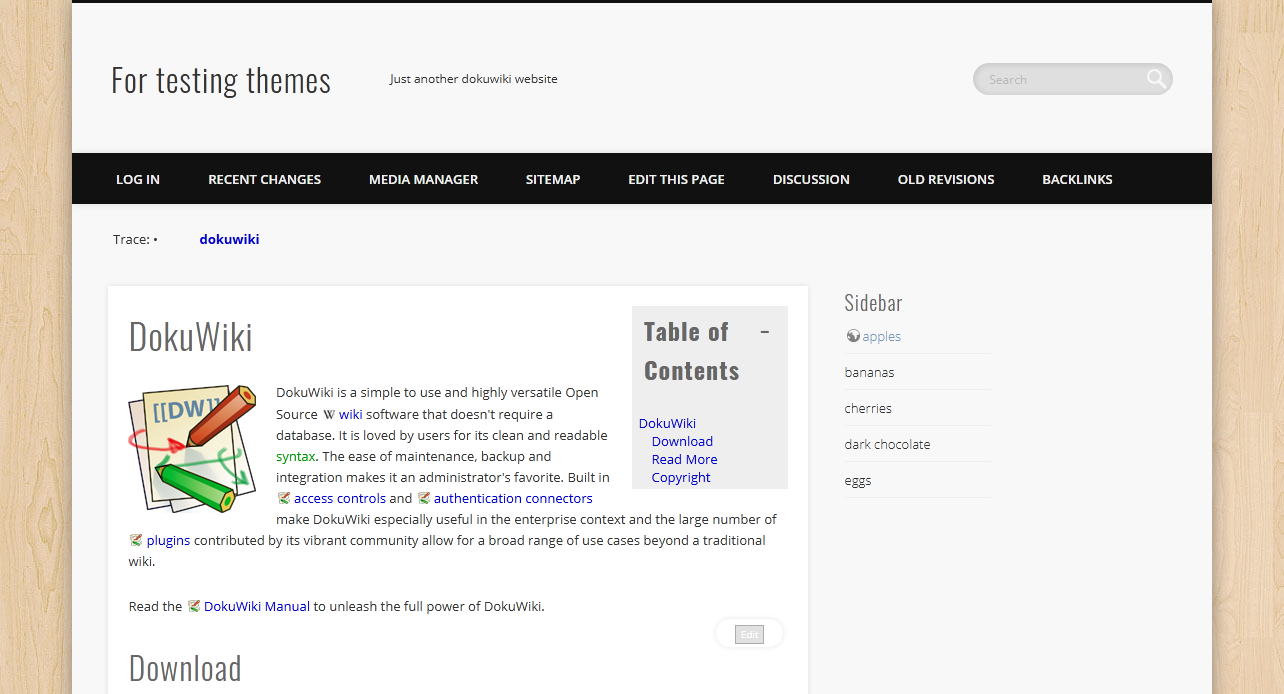 For testing themes
Just another dokuwiki website
Search
LOG IN RECENT CHANGES MEDIA MANAGER SITEMAP EDIT THIS PAGE DISCUSSION OLD REVISIONS BACKLINKS
Trace: • dokuwiki
DokuWiki
[[DW]]
DokuWiki is a simple to use and highly versatile Open
Source W wiki software that doesn't require a
database. It is loved by users for its clean and readable
syntax. The ease of maintenance, backup and
integration makes it an administrator's favorite. Built in
access controls and authentication connectors
make DokuWiki especially useful in the enterprise context and the large number of
plugins contributed by its vibrant community allow for a broad range of use cases beyond a traditional
wiki.
Read the DokuWiki Manual to unleash the full power of DokuWiki.
Edit
Download
Table of −
Contents
DokuWiki
Download
Read More
Copyright
Sidebar
apples
bananas
cherries
dark chocolate
eggs